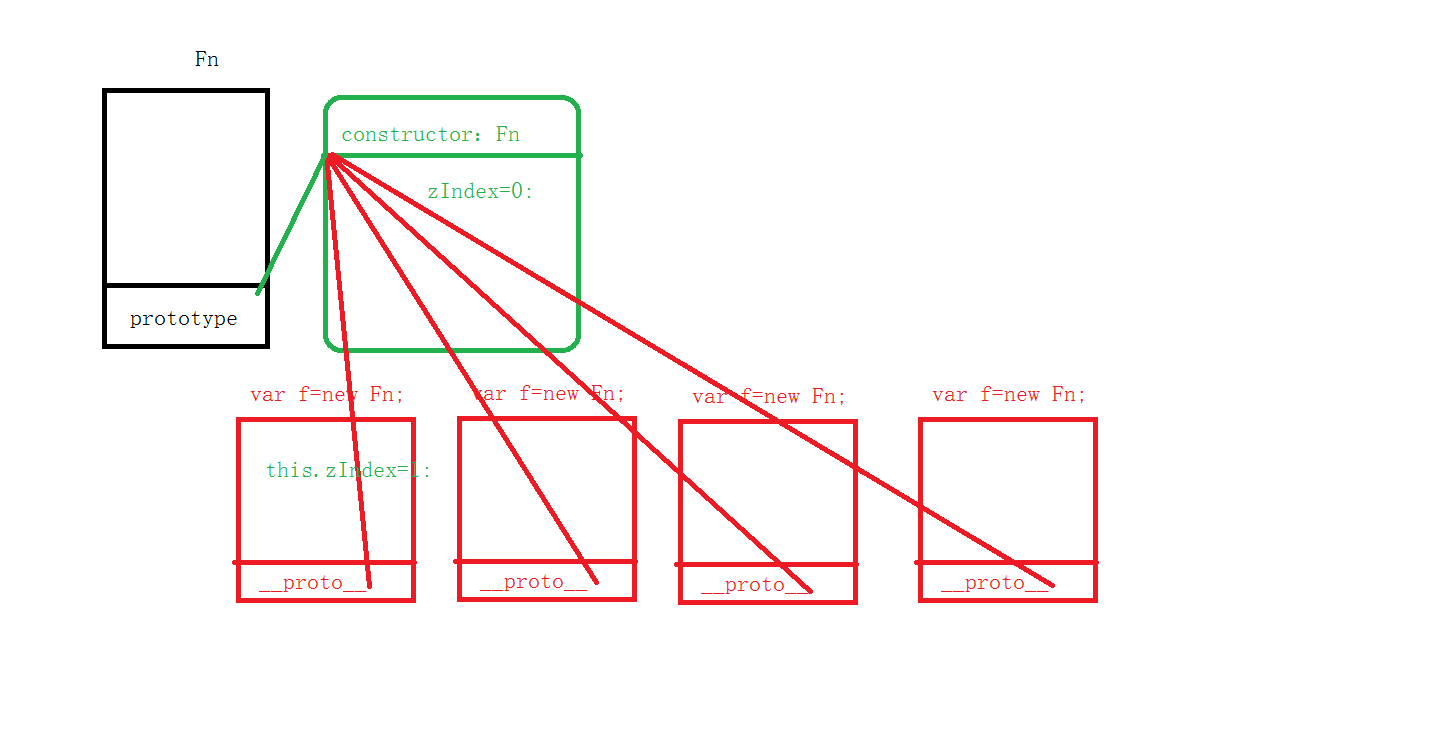 Fn
constructor: Fn
zIndex=0:
prototype
var f=new Fn;
var f=new Fn;
var f=new Fn;
var f=new Fn;
this.zIndex=1:
__proto__
__proto__
__proto__
__proto__